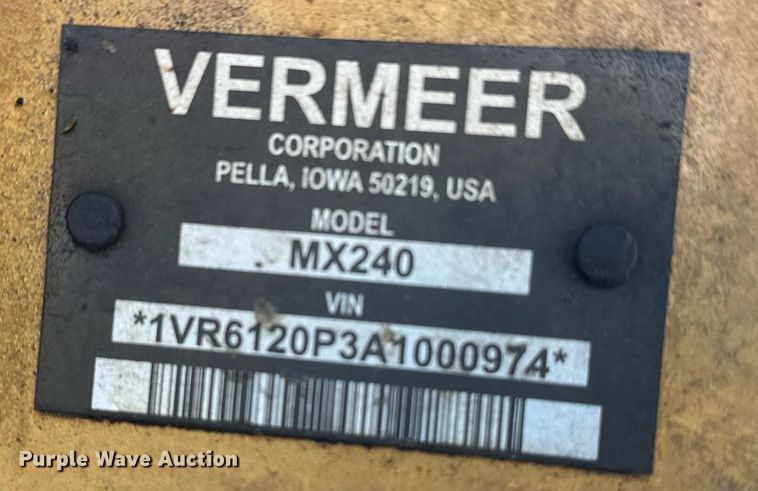 VERMEER
CORPORATION
PELLA, IOWA 50219, USA
MODEL
MX240
VIN
*1VR6120P3A1000974*
Purple Wave Auction